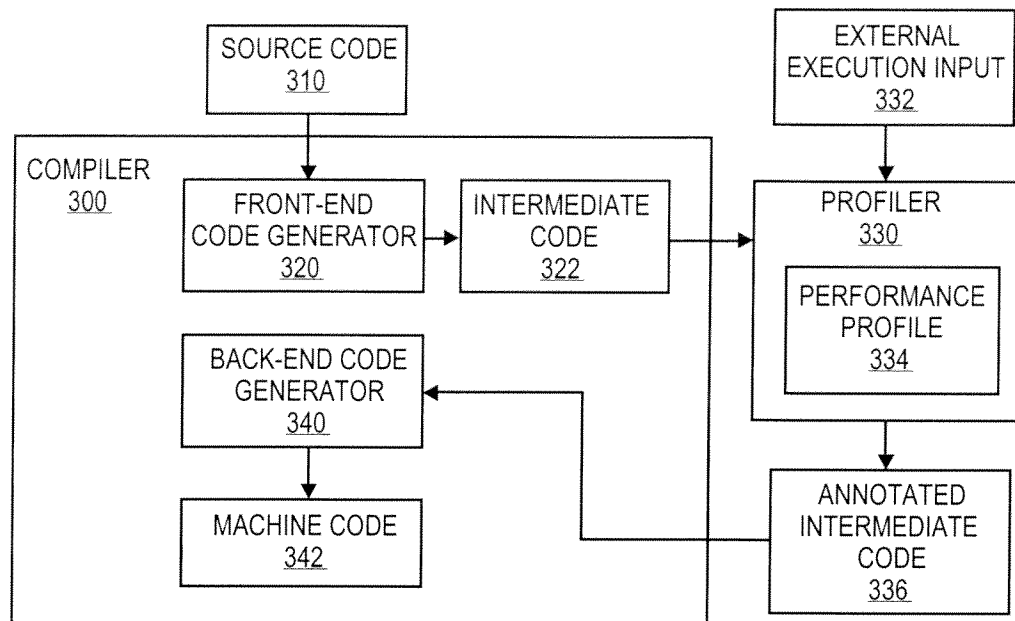 SOURCE CODE
310
EXTERNAL
EXECUTION INPUT
332
COMPILER
300
FRONT-END
CODE GENERATOR
320
INTERMEDIATE
CODE
322
PROFILER
330
PERFORMANCE
PROFILE
334
BACK-END CODE
GENERATOR
340
MACHINE CODE
342
ANNOTATED
INTERMEDIATE
CODE
336